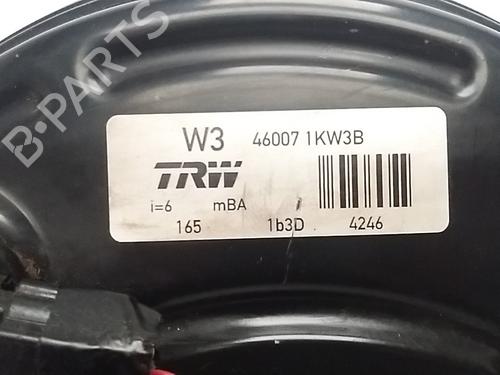 B-PARTS
W3 46007 1KW3B
TRW
i=6 mBA
165 1b3D 4246